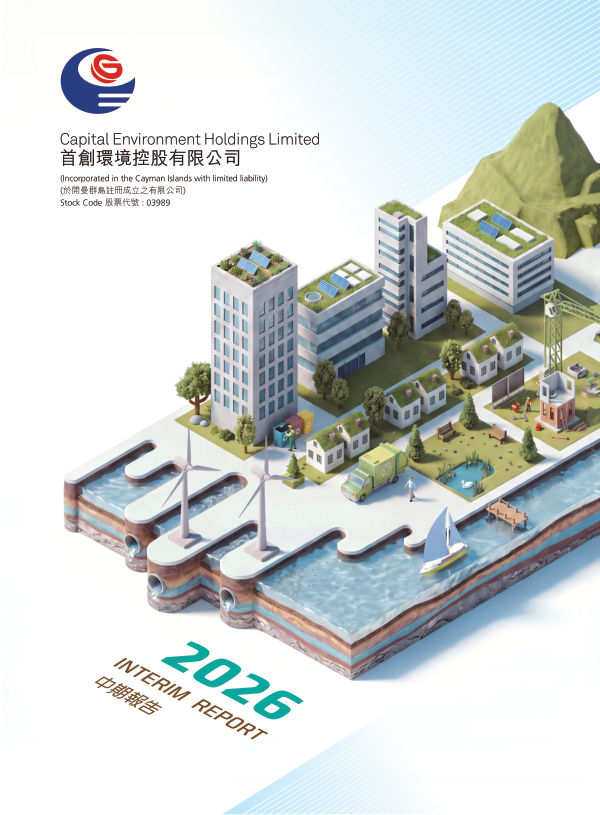 G
Capital Environment Holdings Limited
首創環境控股有限公司
(Incorporated in the Cayman Islands with limited liability)
(於開曼群島註冊成立之有限公司)
Stock Code 股票代號 : 03989
2026
INTERIM REPORT
中期報告